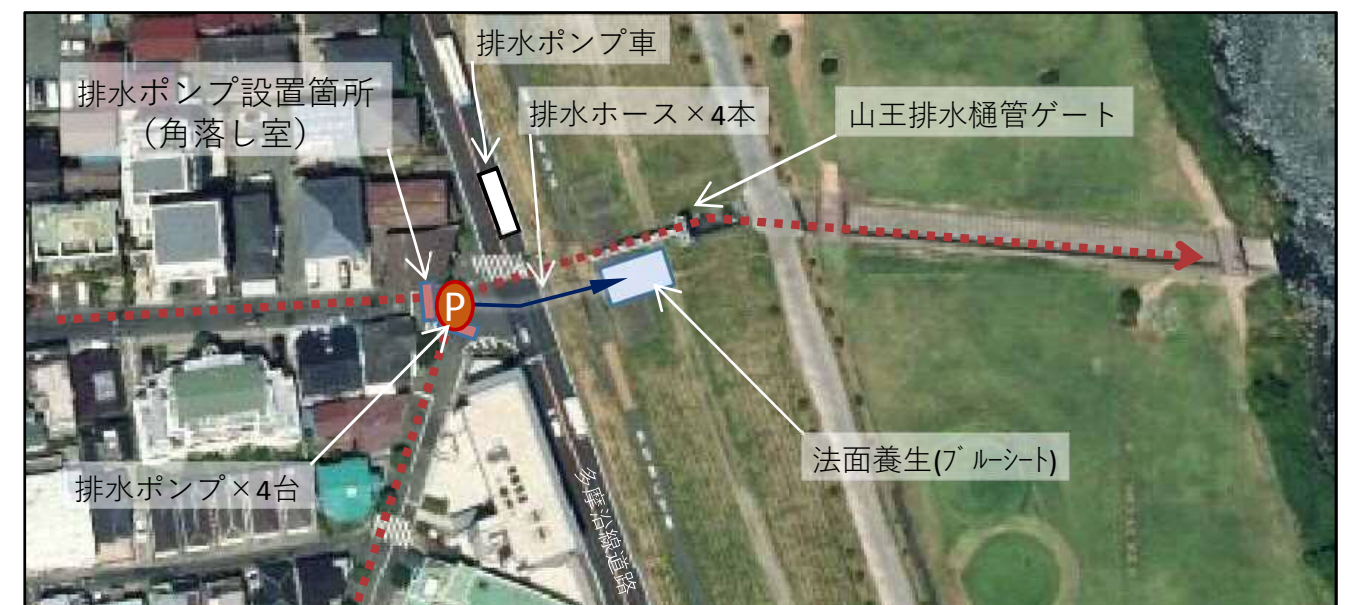 排水ポンプ車
排水ポンプ設置箇所
（角落し室）
排水ホース×4本
山王排水樋管ゲート
P
排水ポンプ×4台
法面養生(ﾌﾞﾙｰｼｰﾄ)
多摩沿線道路